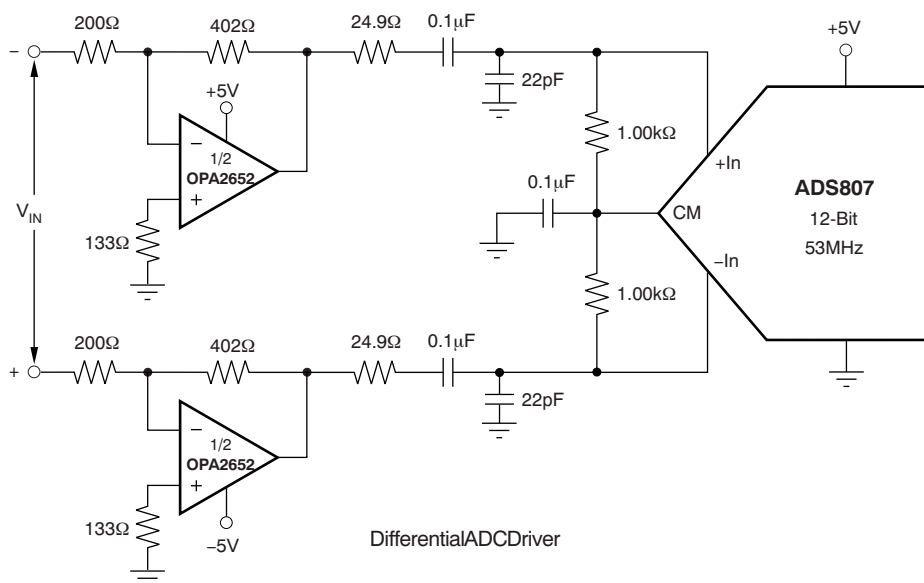 200Ω
402Ω
24.9Ω
0.1µF
+5V
−
+5V
22pF
1.00kΩ
−
1/2
OPA2652
+
+In
0.1µF
ADS807
CM
12-Bit
53MHz
VIN
133Ω
−In
1.00kΩ
200Ω
402Ω
24.9Ω
0.1µF
+
22pF
−
1/2
OPA2652
+
133Ω
−5V
DifferentialADCDriver